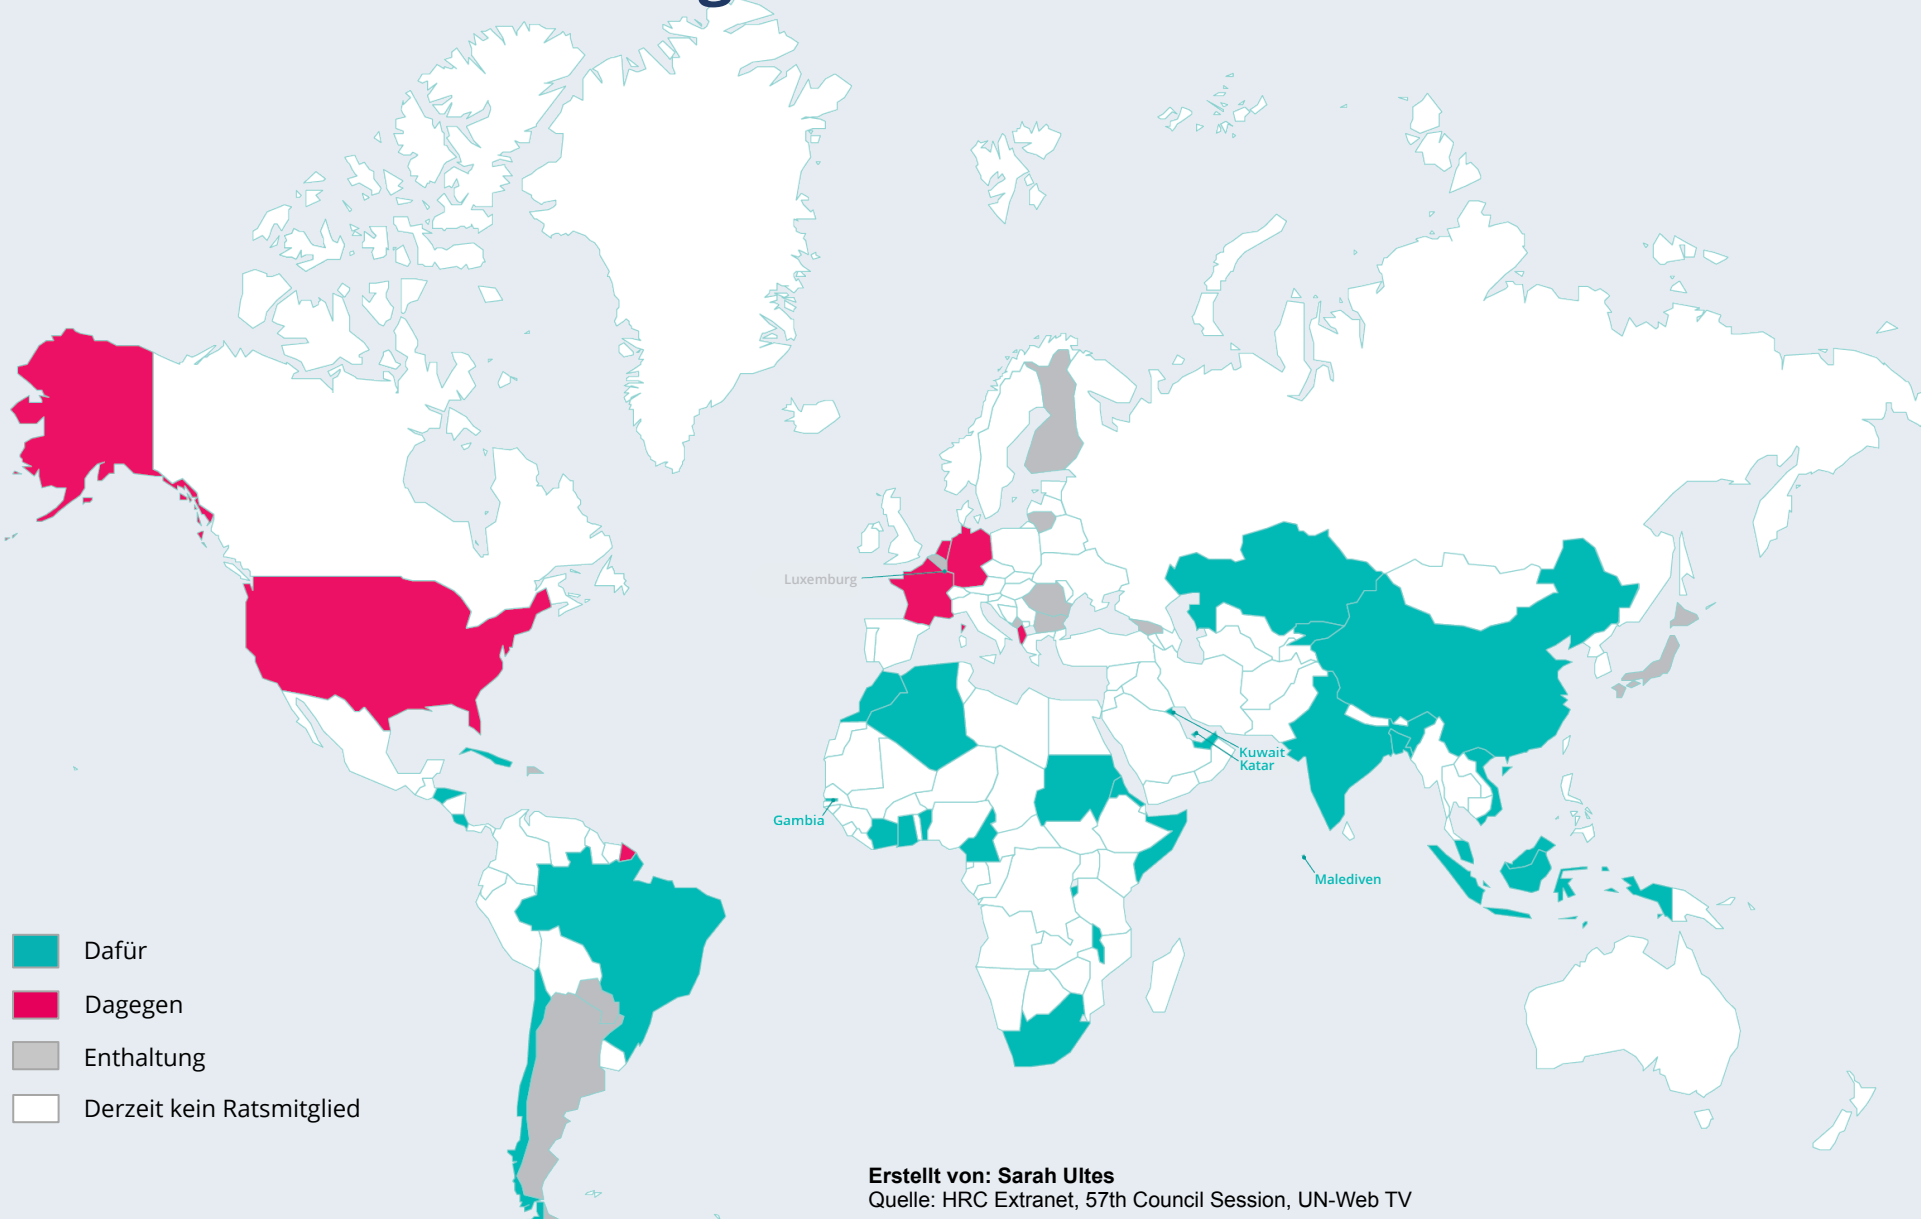 Luxemburg
Kuwait
Katar
Gambia
Malediven
Dafür
Dagegen
Enthaltung
Derzeit kein Ratsmitglied
Erstellt von: Sarah Ultes
Quelle: HRC Extranet, 57th Council Session, UN-Web TV